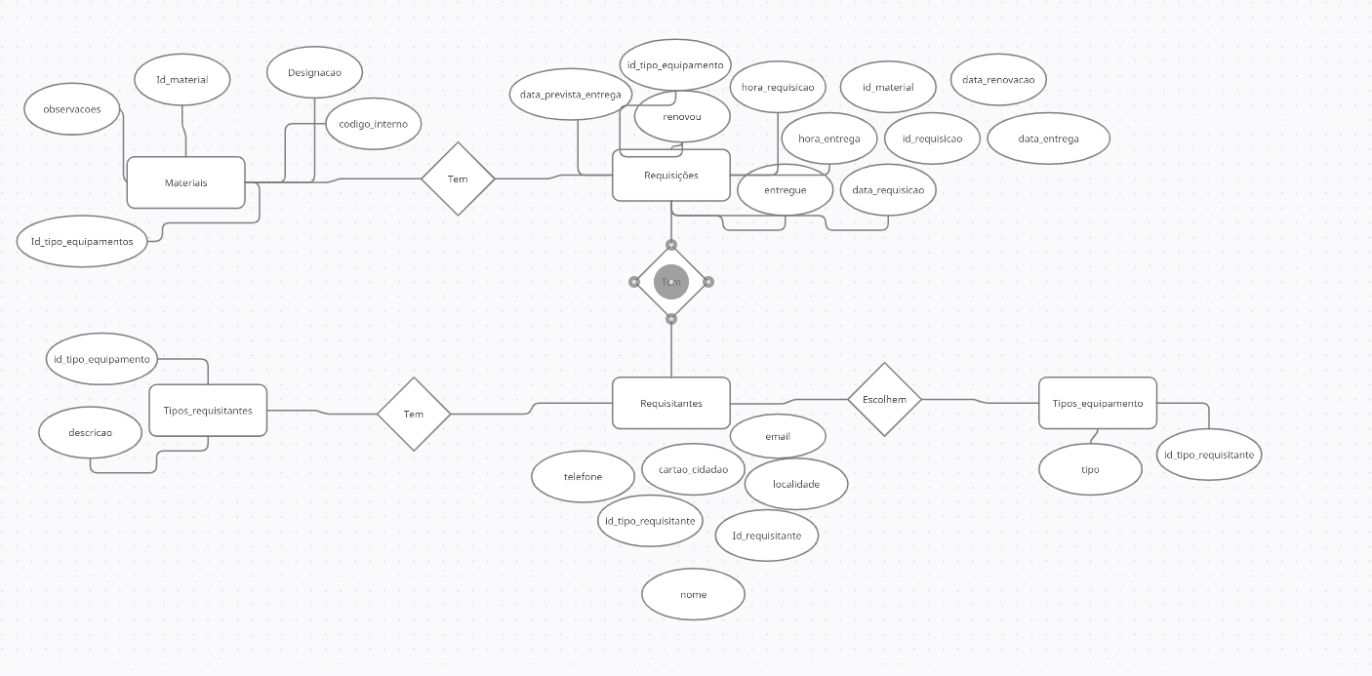 id_tipo_equipamento
Designacao
Id_material
data_renovacao
hora_requisicao
id_material
data_prevista_entrega
observacoes
renovou
codigo_interno
hora_entrega
id_requisicao
data_entrega
Requisições
Tem
Materiais
entregue
data_requisicao
Id_tipo_equipamentos
Tem
id_tipo_equipamento
Escolhem
Requisitantes
Tipos_equipamento
Tipos_requisitantes
Tem
descricao
email
id_tipo_requisitante
cartao_cidadao
tipo
telefone
localidade
id_tipo_requisitante
Id_requisitante
nome